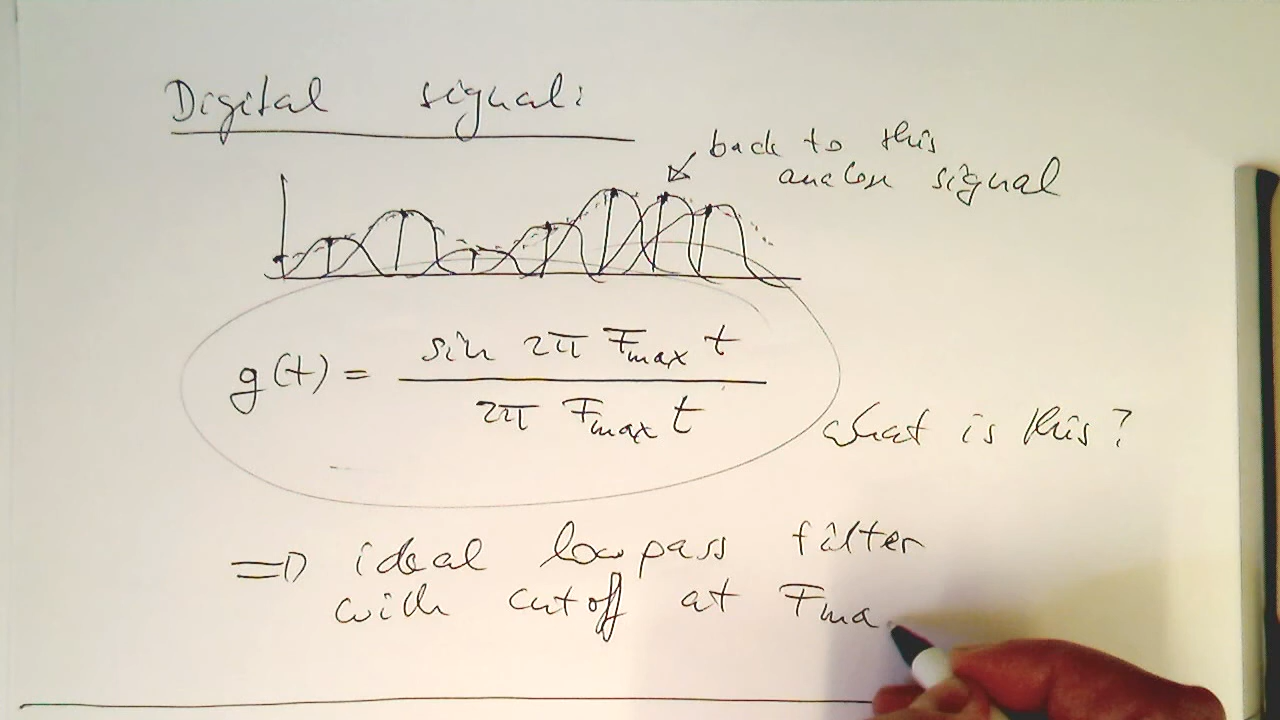 Digital signal:
back to this
analog signal
g(t) = sin 2π Fmax t / 2π Fmax t
what is this?
⇒ ideal lowpass filter
with cutoff at Fma